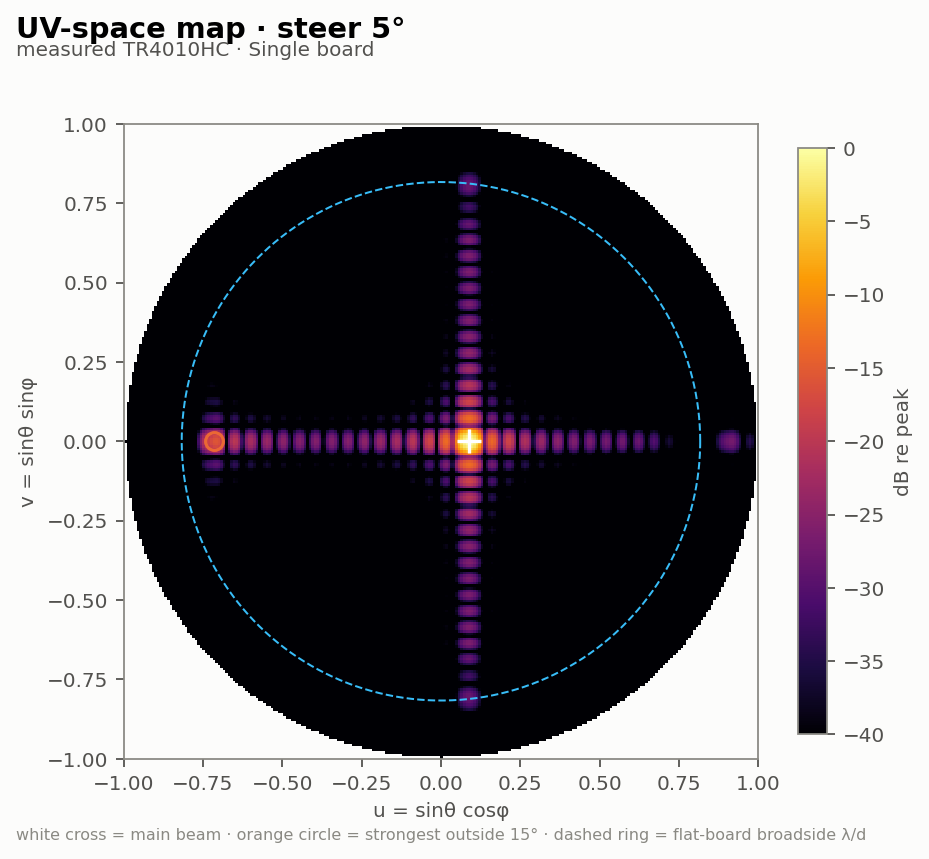 UV-space map · steer 5°
measured TR4010HC · Single board
1.00
0.75
0.50
0.25
0.00
−0.25
−0.50
−0.75
−1.00
v = sinθ sinφ
−1.00 −0.75 −0.50 −0.25 0.00 0.25 0.50 0.75 1.00
u = sinθ cosφ
0
−5
−10
−15
−20
−25
−30
−35
−40
dB re peak
white cross = main beam · orange circle = strongest outside 15° · dashed ring = flat-board broadside λ/d